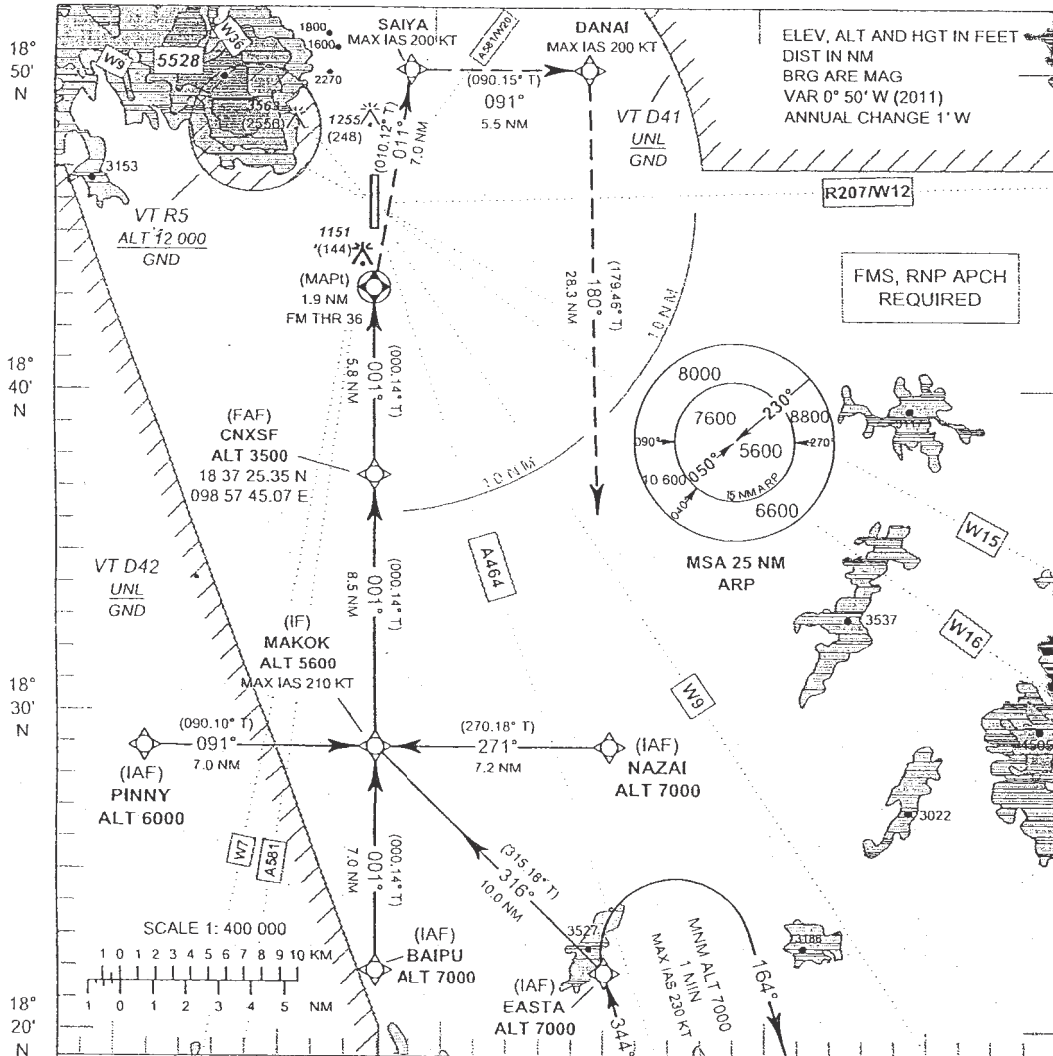 SAIYA
MAX IAS 200 KT
A581/W20
DANAI
MAX IAS 200 KT
ELEV, ALT AND HGT IN FEET
DIST IN NM
BRG ARE MAG
VAR 0° 50' W (2011)
ANNUAL CHANGE 1' W
18°
50'
N
W9
W36
5528
1800
1600
2270
3563
(2556)
1255
(248)
(090.15° T)
091°
5.5 NM
(010.12° T)
011°
7.0 NM
VT D41
UNL
GND
3153
R207/W12
VT R5
ALT 12 000
GND
1151
(144)
(MAPt)
1.9 NM
FM THR 36
(179.46° T)
180°
28.3 NM
10 NM
FMS, RNP APCH
REQUIRED
18°
40'
N
(000.14° T)
001°
5.8 NM
8000
7600
230°
8800
090°
270°
5600
050°
10 600
15 NM ARP
040°
6600
MSA 25 NM
ARP
(FAF)
CNXSF
ALT 3500
18 37 25.35 N
098 57 45.07 E
10 NM
W15
A464
VT D42
UNL
GND
(000.14° T)
001°
8.5 NM
3537
W16
(IF)
MAKOK
ALT 5600
MAX IAS 210 KT
18°
30'
N
W9
(090.10° T)
091°
7.0 NM
(270.18° T)
271°
7.2 NM
4505
(IAF)
PINNY
ALT 6000
(IAF)
NAZAI
ALT 7000
3022
W7
A581
(000.14° T)
001°
7.0 NM
(315.18° T)
316°
10.0 NM
SCALE 1: 400 000
1 0 1 2 3 4 5 6 7 8 9 10 KM
1 0 1 2 3 4 5 NM
(IAF)
BAIPU
ALT 7000
3527
(IAF)
EASTA
ALT 7000
344°
MNM ALT 7000
1 MIN
MAX IAS 230 KT
164°
3188
18°
20'
N